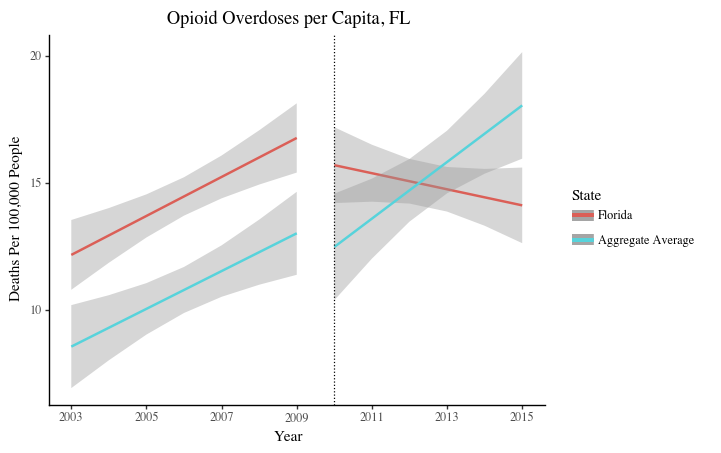 Opioid Overdoses per Capita, FL
Deaths Per 100,000 People
20
15
10
2003 2005 2007 2009 2011 2013 2015
Year
State
Florida
Aggregate Average